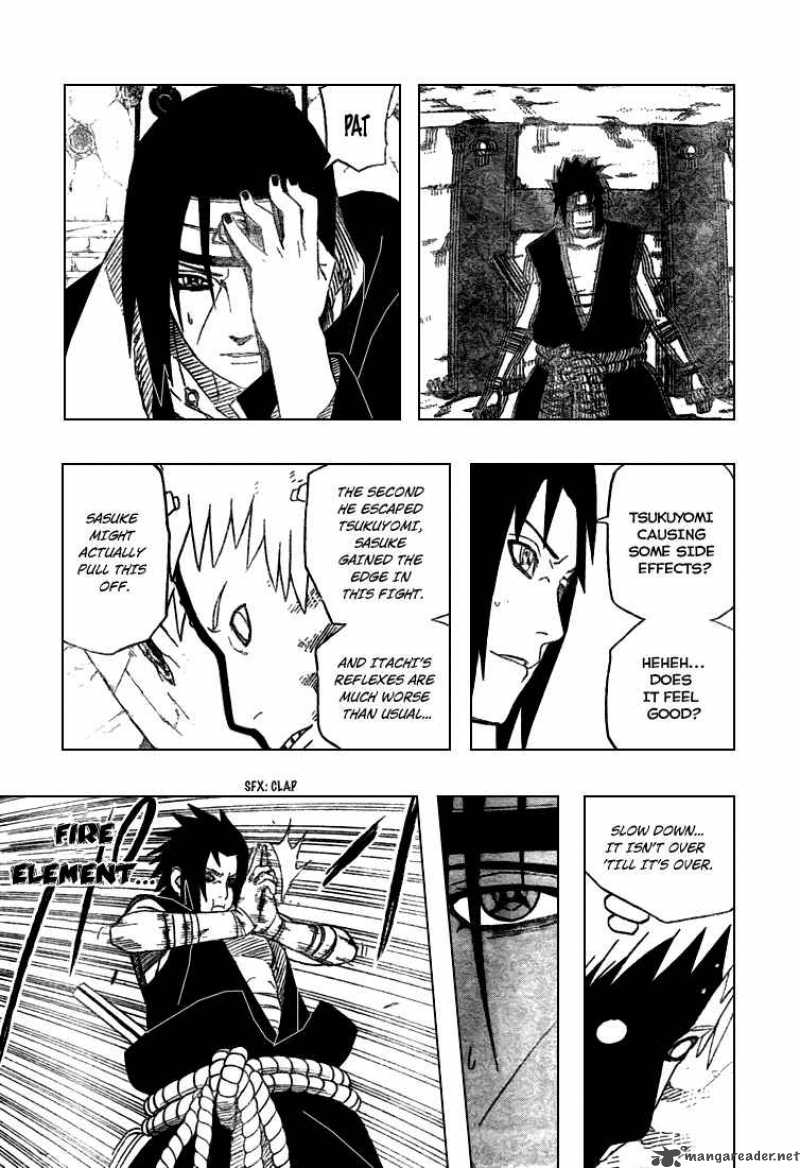 PAT
TSUKUYOMI
CAUSING
SOME SIDE
EFFECTS?
HEHEH...
DOES
IT FEEL
GOOD?
THE SECOND
HE ESCAPED
TSUKUYOMI,
SASUKE
GAINED THE
EDGE IN
THIS FIGHT.
AND ITACHI'S
REFLEXES ARE
MUCH WORSE
THAN USUAL...
SASUKE
MIGHT
ACTUALLY
PULL THIS
OFF.
SLOW DOWN...
IT ISN'T OVER
'TILL IT'S OVER.
SFX: CLAP
FIRE
ELEMENT...
mangareader.net